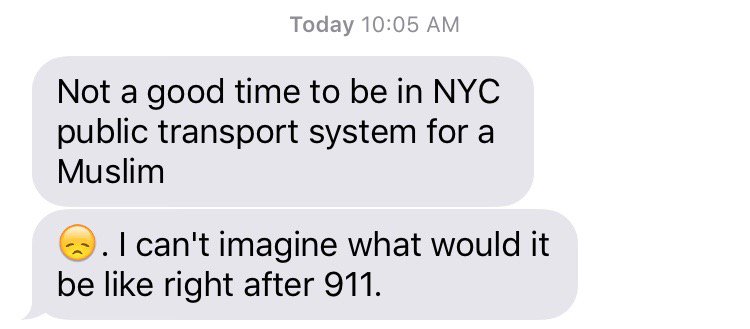 Today 10:05 AM
Not a good time to be in NYC
public transport system for a
Muslim
😞. I can't imagine what would it
be like right after 911.